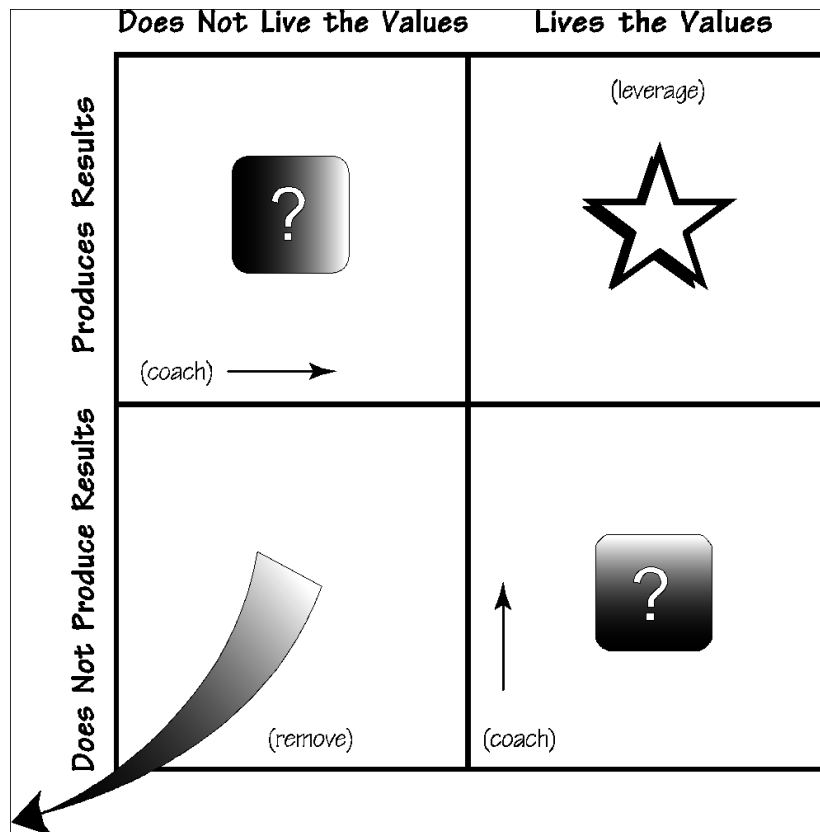 Does Not Live the Values
Lives the Values
Produces Results
(leverage)
?
(coach)
Does Not Produce Results
?
(remove)
(coach)